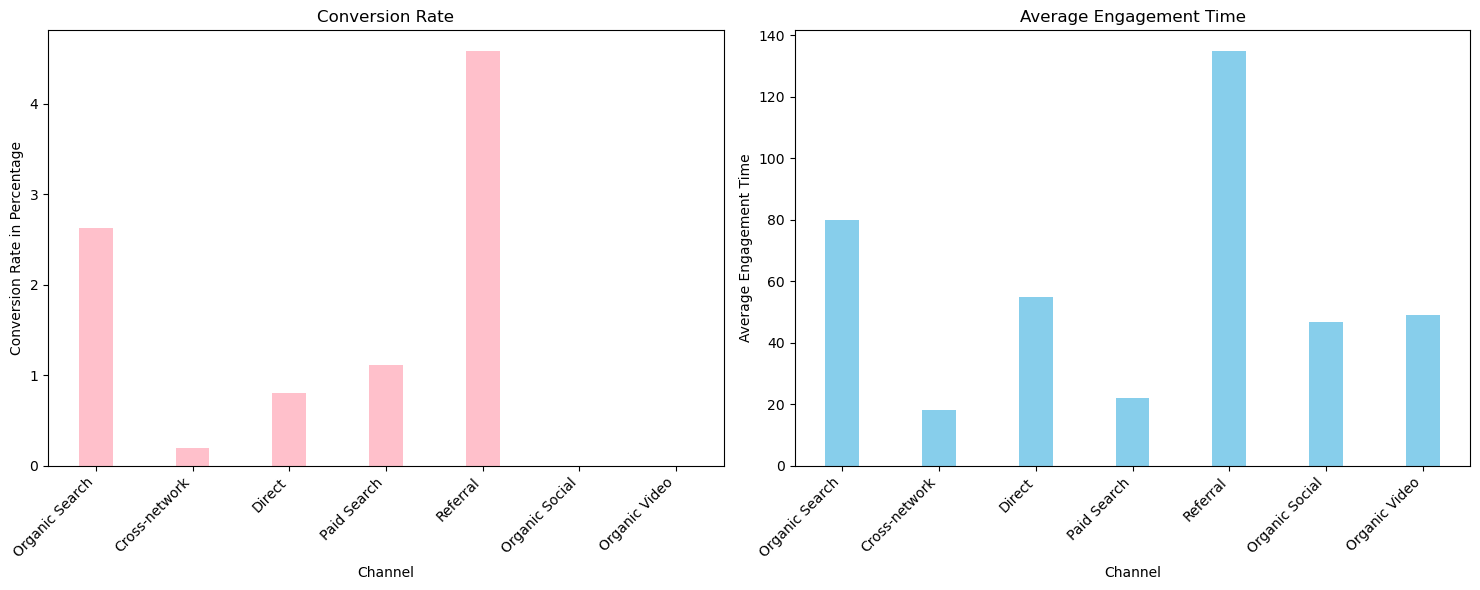 Conversion Rate
Conversion Rate in Percentage
4
3
2
1
0
Organic Search
Cross-network
Direct
Paid Search
Referral
Organic Social
Organic Video
Channel
Average Engagement Time
Average Engagement Time
140
120
100
80
60
40
20
0
Organic Search
Cross-network
Direct
Paid Search
Referral
Organic Social
Organic Video
Channel